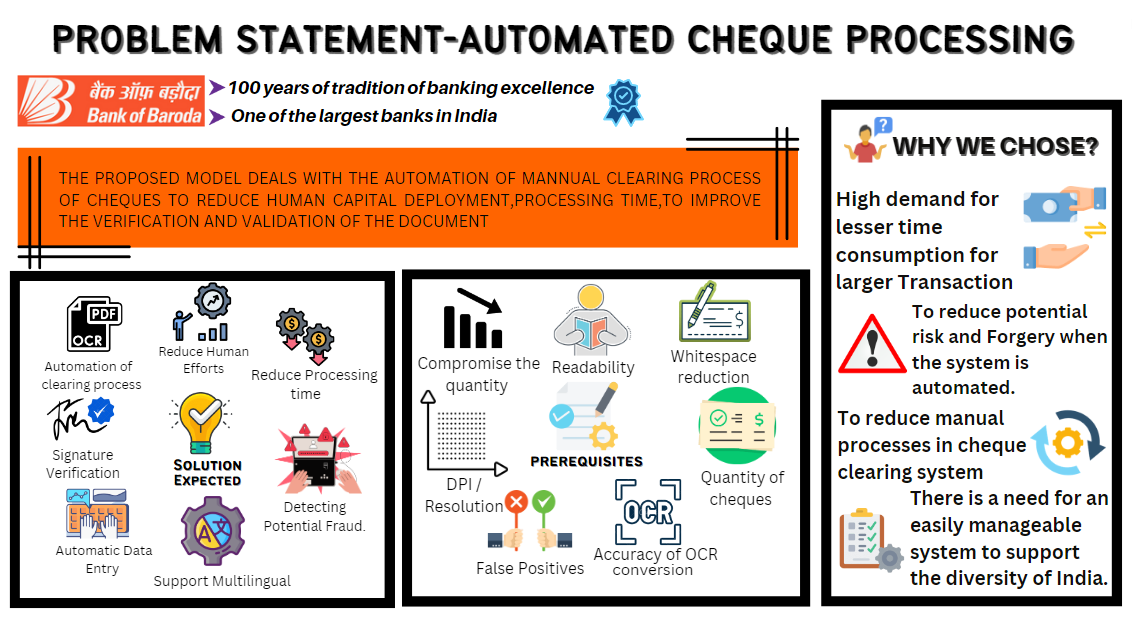 PROBLEM STATEMENT-AUTOMATED CHEQUE PROCESSING
बैंक ऑफ़ बड़ौदा
Bank of Baroda
100 years of tradition of banking excellence
One of the largest banks in India
THE PROPOSED MODEL DEALS WITH THE AUTOMATION OF MANNUAL CLEARING PROCESS
OF CHEQUES TO REDUCE HUMAN CAPITAL DEPLOYMENT,PROCESSING TIME,TO IMPROVE
THE VERIFICATION AND VALIDATION OF THE DOCUMENT
PDF
OCR
Automation of
clearing process
Reduce Human
Efforts
$
$
Reduce Processing
time
Signature
Verification
SOLUTION
EXPECTED
Detecting
Potential Fraud.
Automatic Data
Entry
A
Support Multilingual
Compromise the
quantity
Readability
$
Whitespace
reduction
DPI /
Resolution
PREREQUISITES
$
Quantity of
cheques
False Positives
OCR
Accuracy of OCR
conversion
?
WHY WE CHOSE?
High demand for
lesser time
consumption for
larger Transaction
!
To reduce potential
risk and Forgery when
the system is
automated.
To reduce manual
processes in cheque
clearing system
There is a need for an
easily manageable
system to support
the diversity of India.